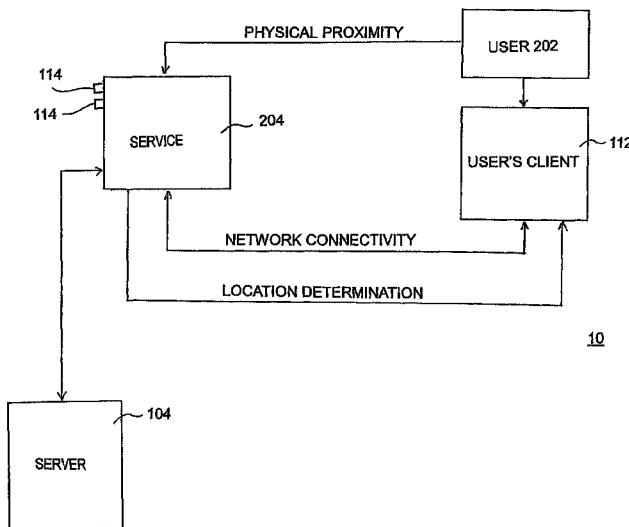 PHYSICAL PROXIMITY
USER 202
114
114
204
SERVICE
112
USER'S CLIENT
NETWORK CONNECTIVITY
LOCATION DETERMINATION
10
104
SERVER